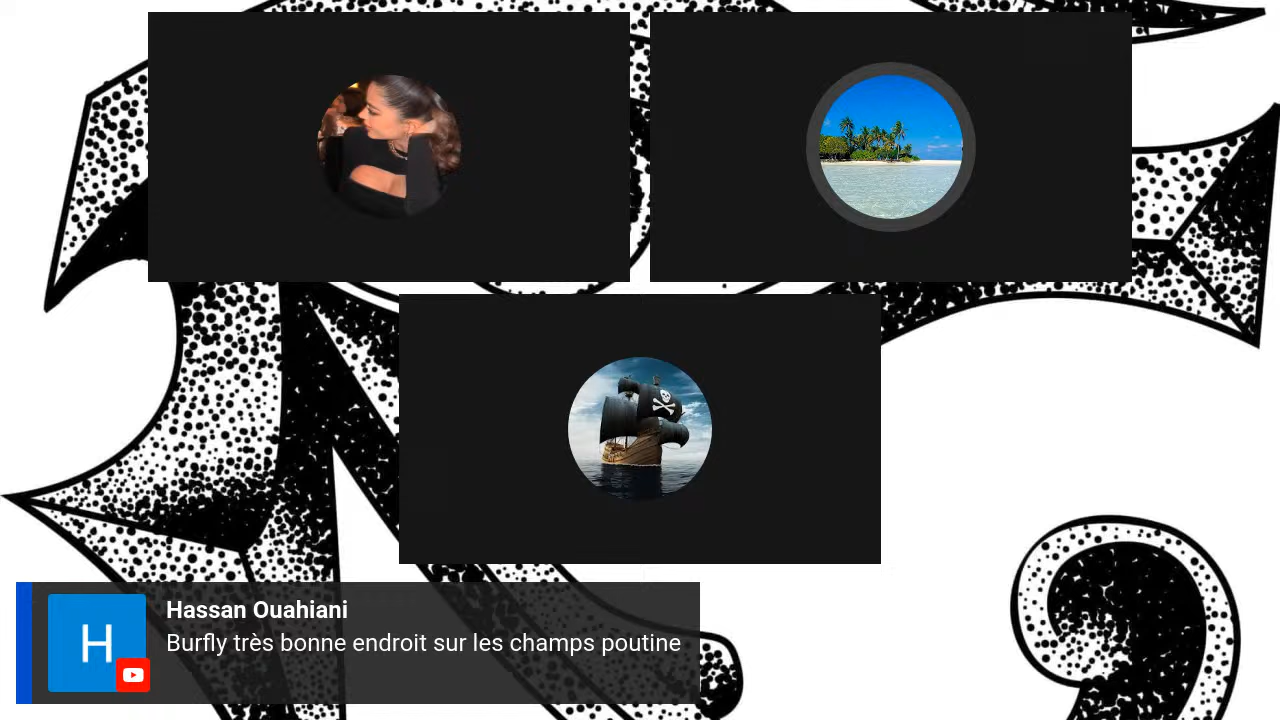 Hassan Ouahiani
Burfly très bonne endroit sur les champs poutine
H